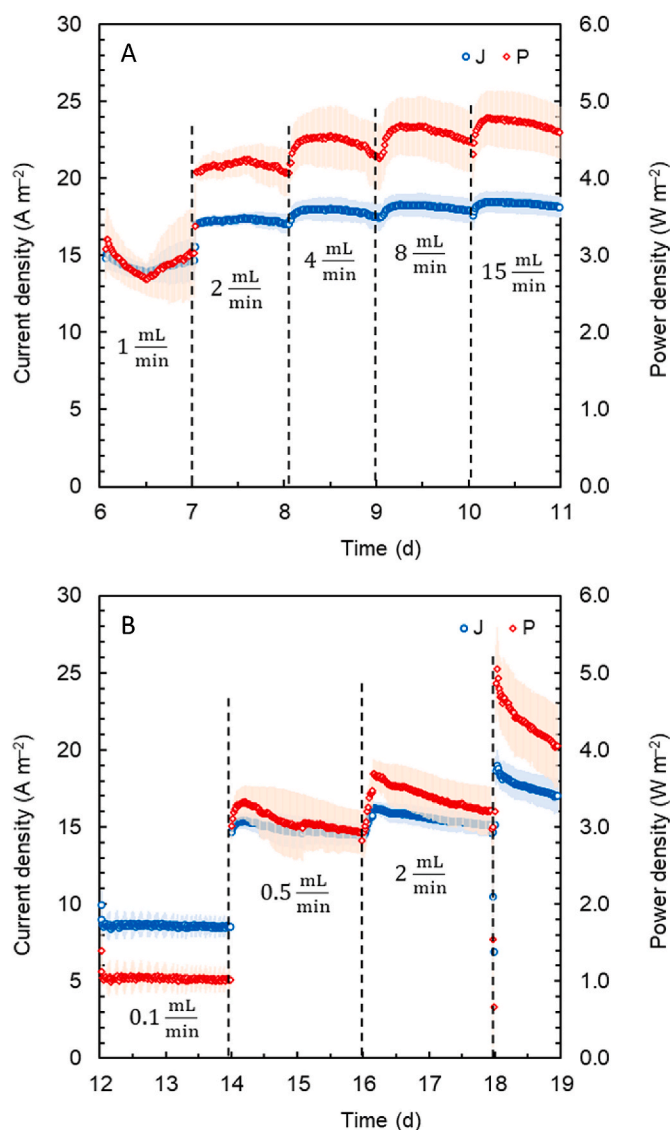 A
J P
Current density (A m⁻²)
30
25
20
15
10
5
0
Power density (W m⁻²)
6.0
5.0
4.0
3.0
2.0
1.0
0.0
1 mL/min
2 mL/min
4 mL/min
8 mL/min
15 mL/min
6 7 8 9 10 11
Time (d)
B
J P
Current density (A m⁻²)
30
25
20
15
10
5
0
Power density (W m⁻²)
6.0
5.0
4.0
3.0
2.0
1.0
0.0
0.1 mL/min
0.5 mL/min
2 mL/min
12 13 14 15 16 17 18 19
Time (d)